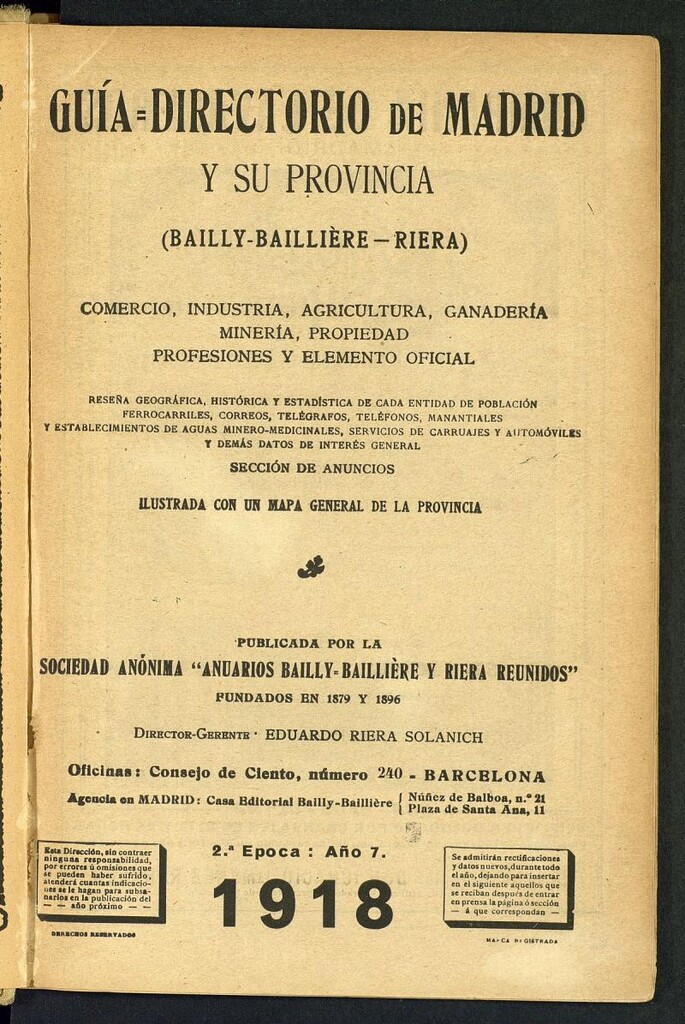 GUÍA=DIRECTORIO DE MADRID
Y SU PROVINCIA
(BAILLY-BAILLIÈRE — RIERA)
COMERCIO, INDUSTRIA, AGRICULTURA, GANADERÍA
MINERÍA, PROPIEDAD
PROFESIONES Y ELEMENTO OFICIAL
RESEÑA GEOGRÁFICA, HISTÓRICA Y ESTADÍSTICA DE CADA ENTIDAD DE POBLACIÓN
FERROCARRILES, CORREOS, TELÉGRAFOS, TELÉFONOS, MANANTIALES
Y ESTABLECIMIENTOS DE AGUAS MINERO-MEDICINALES, SERVICIOS DE CARRUAJES Y AUTOMÓVILES
Y DEMÁS DATOS DE INTERÉS GENERAL
SECCIÓN DE ANUNCIOS
ILUSTRADA CON UN MAPA GENERAL DE LA PROVINCIA
PUBLICADA POR LA
SOCIEDAD ANÓNIMA "ANUARIOS BAILLY=BAILLIÈRE Y RIERA REUNIDOS"
FUNDADOS EN 1879 Y 1896
DIRECTOR-GERENTE · EDUARDO RIERA SOLANICH
Oficinas: Consejo de Ciento, número 240 - BARCELONA
Agencia en MADRID: Casa Editorial Bailly-Baillière { Núñez de Balboa, n.º 21
Plaza de Santa Ana, 11
2.ª Epoca : Año 7.
1918
Esta Dirección, sin contraer
ninguna responsabilidad,
por errores ú omisiones que
se pueden haber sufrido,
atenderá cuantas indicacio-
nes se le hagan para subsa-
narlos en la publicación del
— — año próximo — —
DERECHOS RESERVADOS
Se admitirán rectificaciones
y datos nuevos, durante todo
el año, dejando para insertar
en el siguiente aquellos que
se reciban después de entrar
en prensa la página ó sección
— á que correspondan —
MARCA REGISTRADA